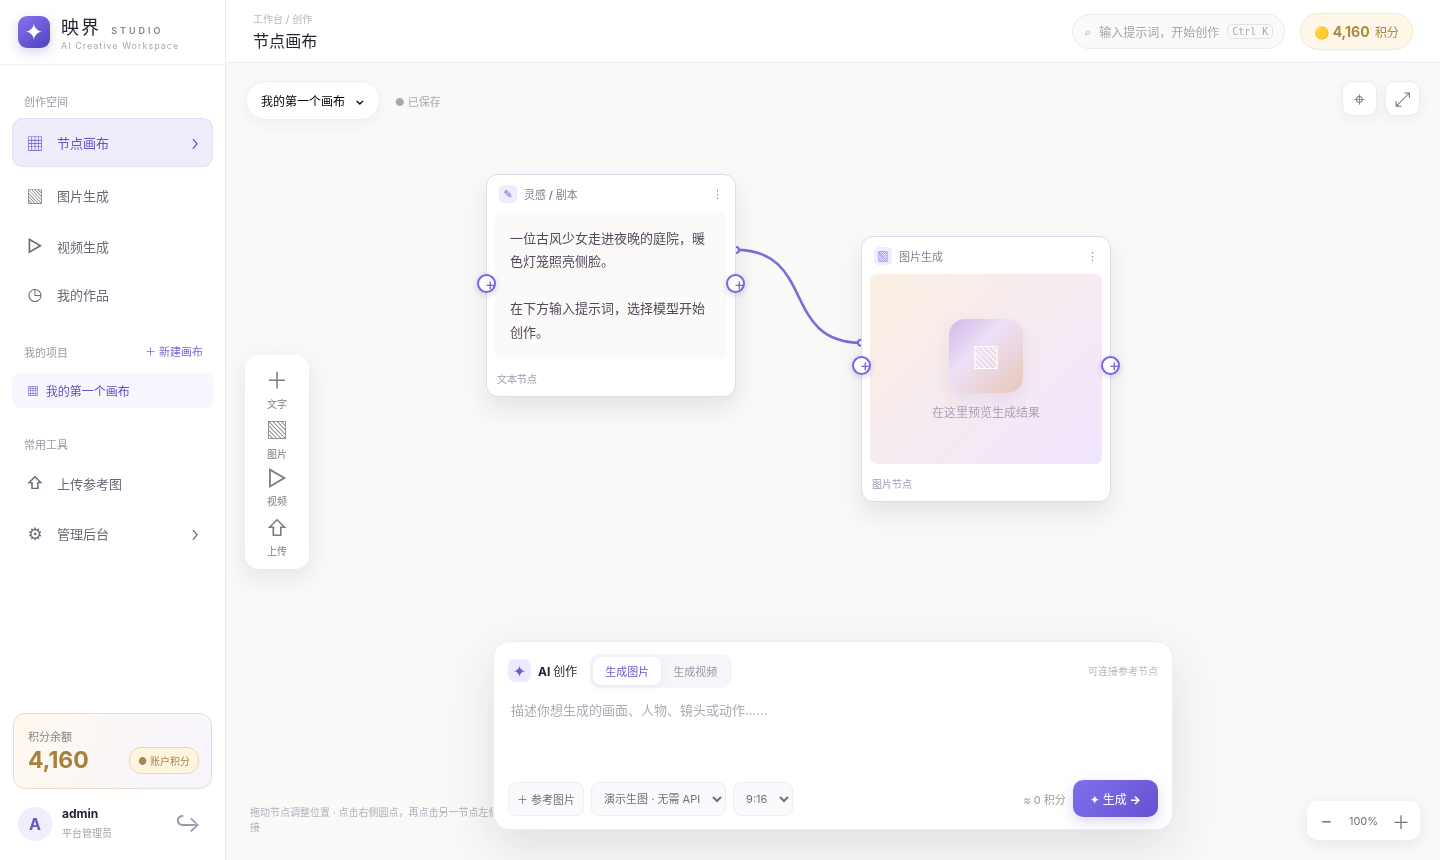 映界 STUDIO
AI Creative Workspace
创作空间
节点画布
图片生成
视频生成
我的作品
我的项目
＋ 新建画布
我的第一个画布
常用工具
上传参考图
管理后台
积分余额
4,160
账户积分
A
admin
平台管理员
工作台 / 创作
节点画布
输入提示词，开始创作 Ctrl K
4,160 积分
我的第一个画布
已保存
灵感 / 剧本
一位古风少女走进夜晚的庭院，暖
色灯笼照亮侧脸。
在下方输入提示词，选择模型开始
创作。
文本节点
图片生成
在这里预览生成结果
图片节点
文字
图片
视频
上传
AI 创作
生成图片
生成视频
可连接参考节点
描述你想生成的画面、人物、镜头或动作……
＋ 参考图片
演示生图 · 无需 API
9:16
≈ 0 积分
✦ 生成 →
拖动节点调整位置 · 点击右侧圆点，再点击另一节点左
接
− 100% ＋